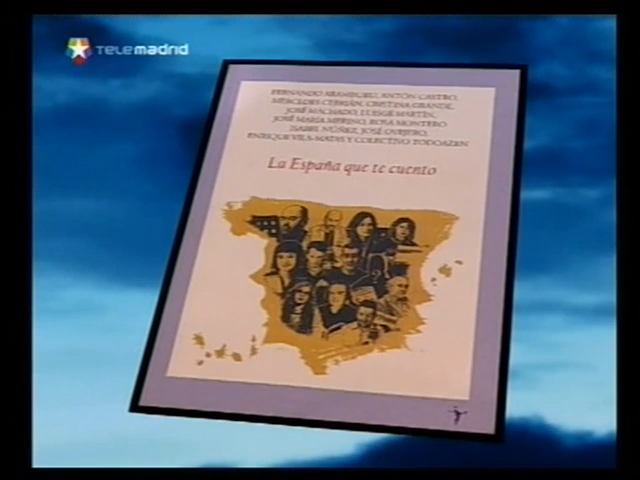 TELEMADRID
FERNANDO ARAMBURU, ANTÓN CASTRO,
MERCEDES CEBRIÁN, CRISTINA GRANDE,
JOSÉ MACHADO, LUISGÉ MARTÍN,
JOSÉ MARÍA MERINO, ROSA MONTERO
ISABEL NÚÑEZ, JOSÉ OVEJERO,
ENRIQUE VILA-MATAS Y COLECTIVO TODOAZEN
La España que te cuento